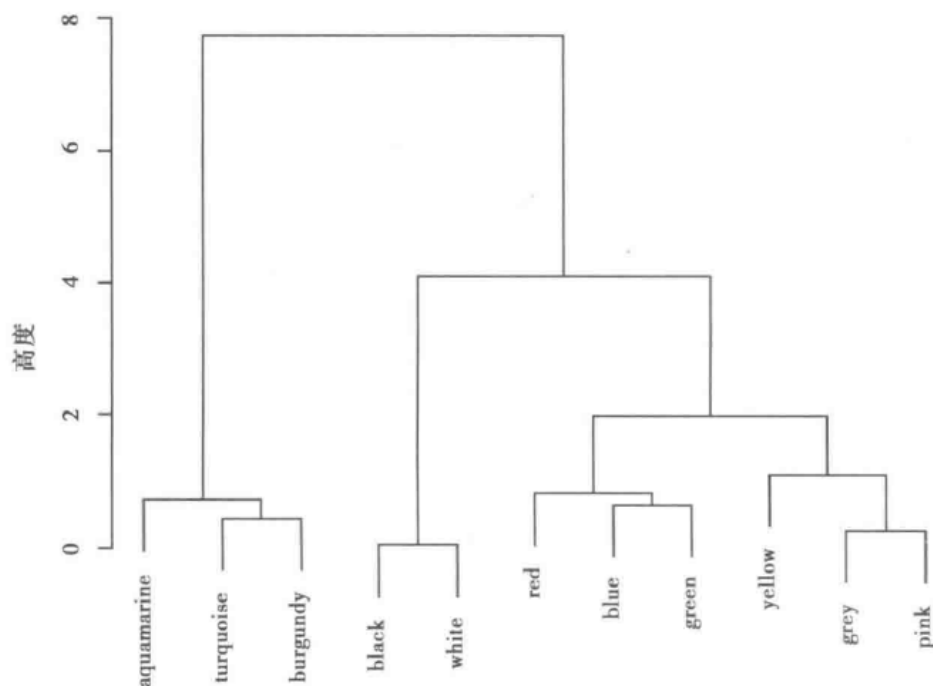 8
6
4
2
0
高度
aquamarine
turquoise
burgundy
black
white
red
blue
green
yellow
grey
pink